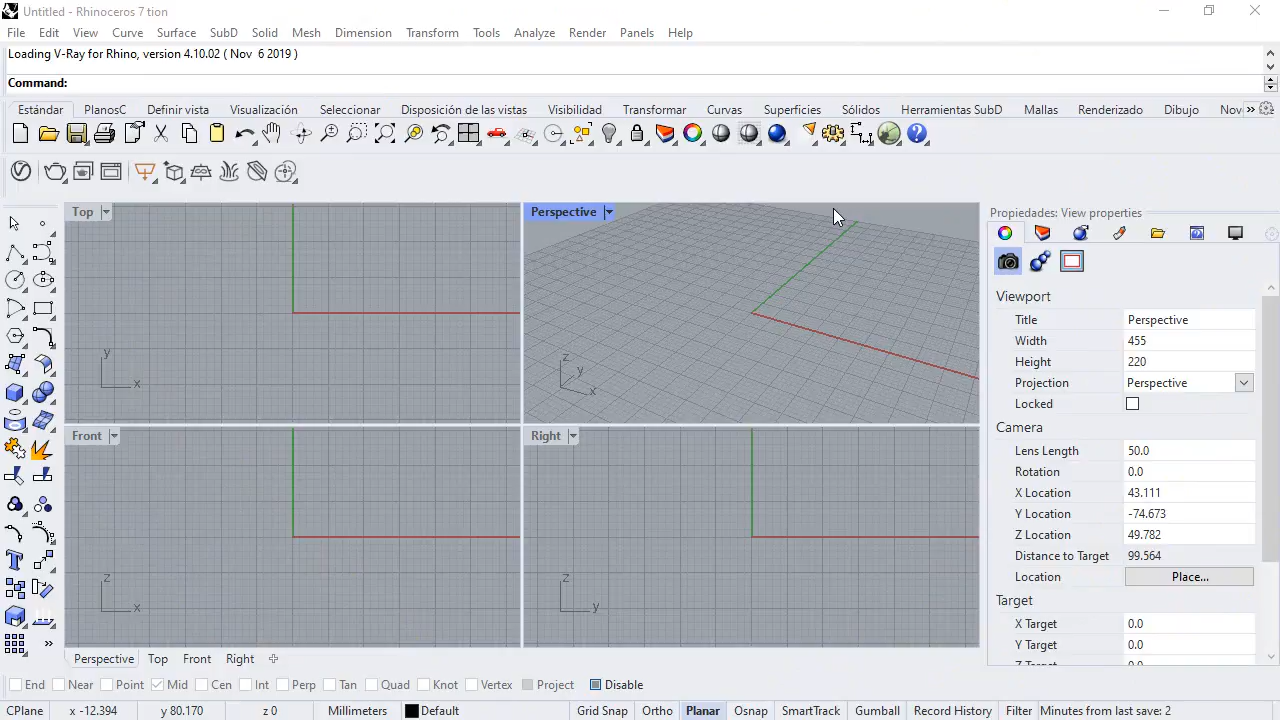 Untitled - Rhinoceros 7 tion
File Edit View Curve Surface SubD Solid Mesh Dimension Transform Tools Analyze Render Panels Help
Loading V-Ray for Rhino, version 4.10.02 ( Nov 6 2019 )
Command:
Estándar PlanosC Definir vista Visualización Seleccionar Disposición de las vistas Visibilidad Transformar Curvas Superficies Sólidos Herramientas SubD Mallas Renderizado Dibujo Nov »
Top
Perspective
y
x
z
y
x
Front
Right
z
x
z
y
Propiedades: View properties
Viewport
Title Perspective
Width 455
Height 220
Projection Perspective
Locked
Camera
Lens Length 50.0
Rotation 0.0
X Location 43.111
Y Location -74.673
Z Location 49.782
Distance to Target 99.564
Location Place...
Target
X Target 0.0
Y Target 0.0
Z Target 0.0
Perspective Top Front Right
End Near Point Mid Cen Int Perp Tan Quad Knot Vertex Project Disable
CPlane x -12.394 y 80.170 z 0 Millimeters Default Grid Snap Ortho Planar Osnap SmartTrack Gumball Record History Filter Minutes from last save: 2